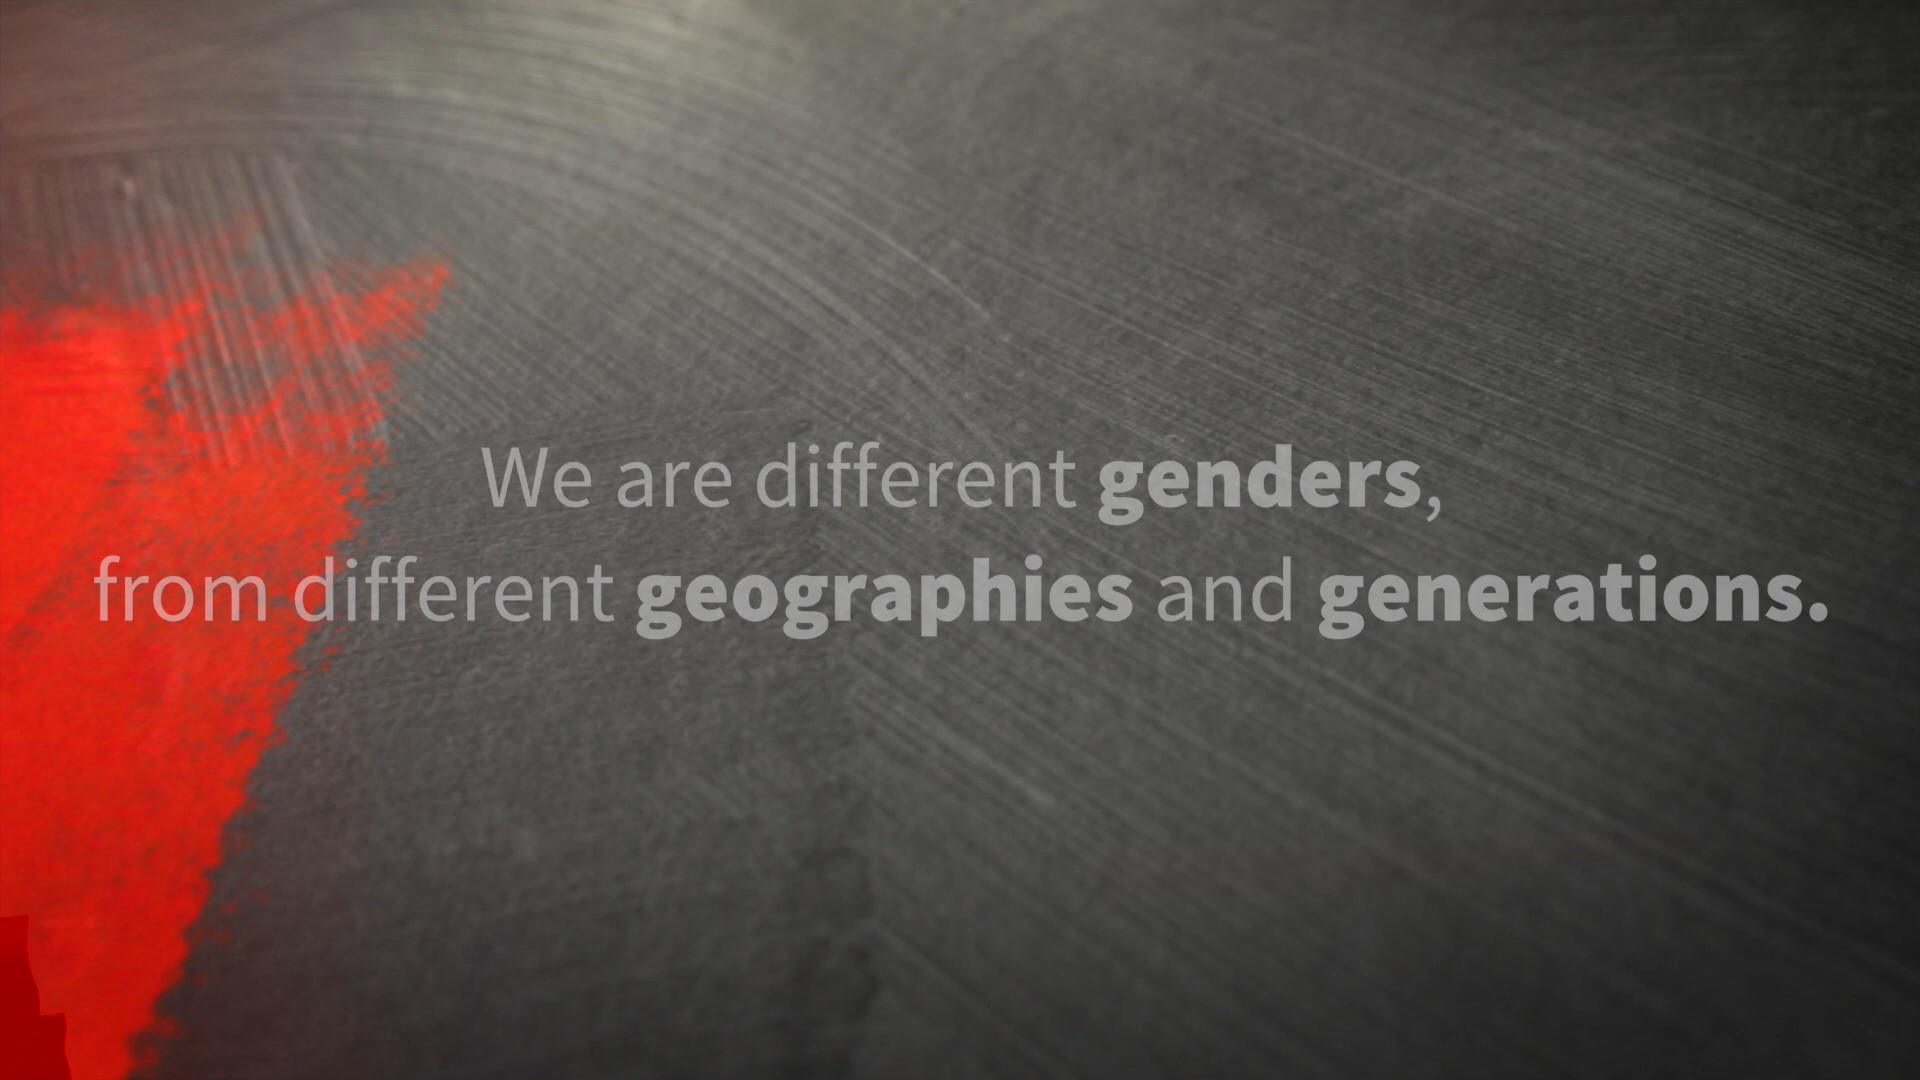 We are different genders,
from different geographies and generations.